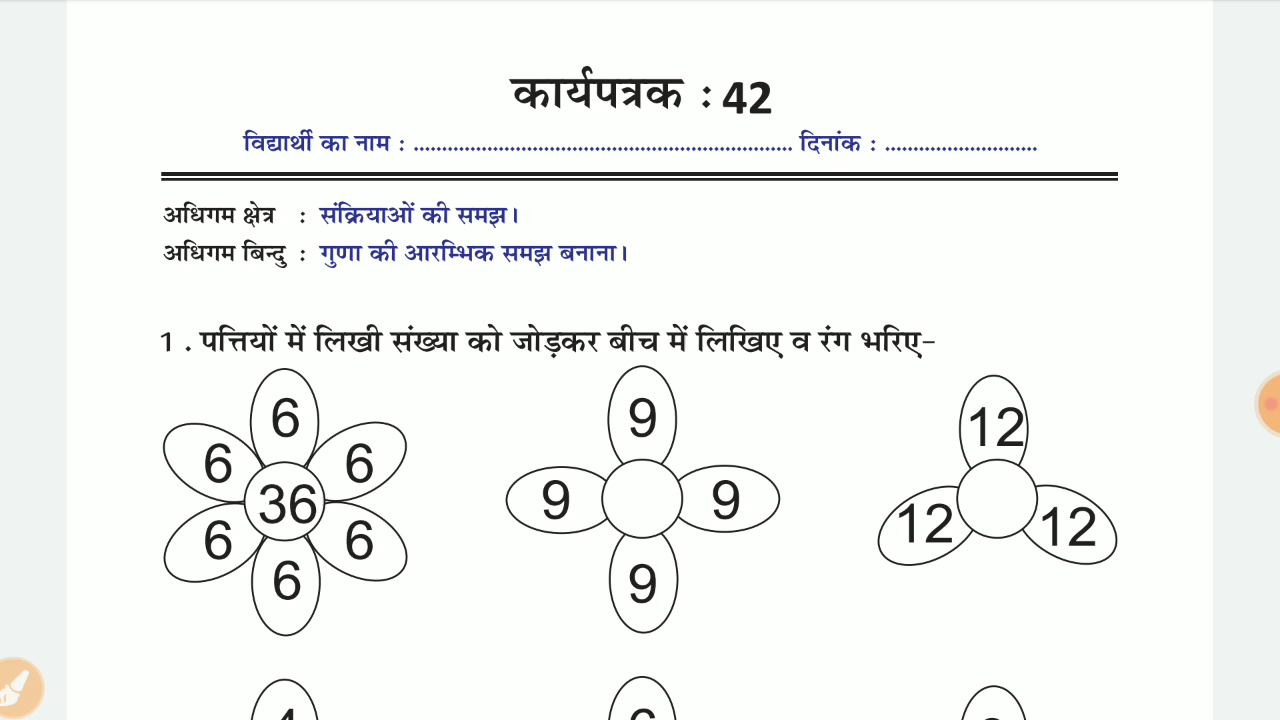 कार्यपत्रक : 42
विद्यार्थी का नाम : .................................................................. दिनांक : ...........................
अधिगम क्षेत्र : संक्रियाओं की समझ।
अधिगम बिन्दु : गुणा की आरम्भिक समझ बनाना।
1 . पत्तियों में लिखी संख्या को जोड़कर बीच में लिखिए व रंग भरिए-
6 9 12
6 6
36 9 9
6 6 12 12
6 9